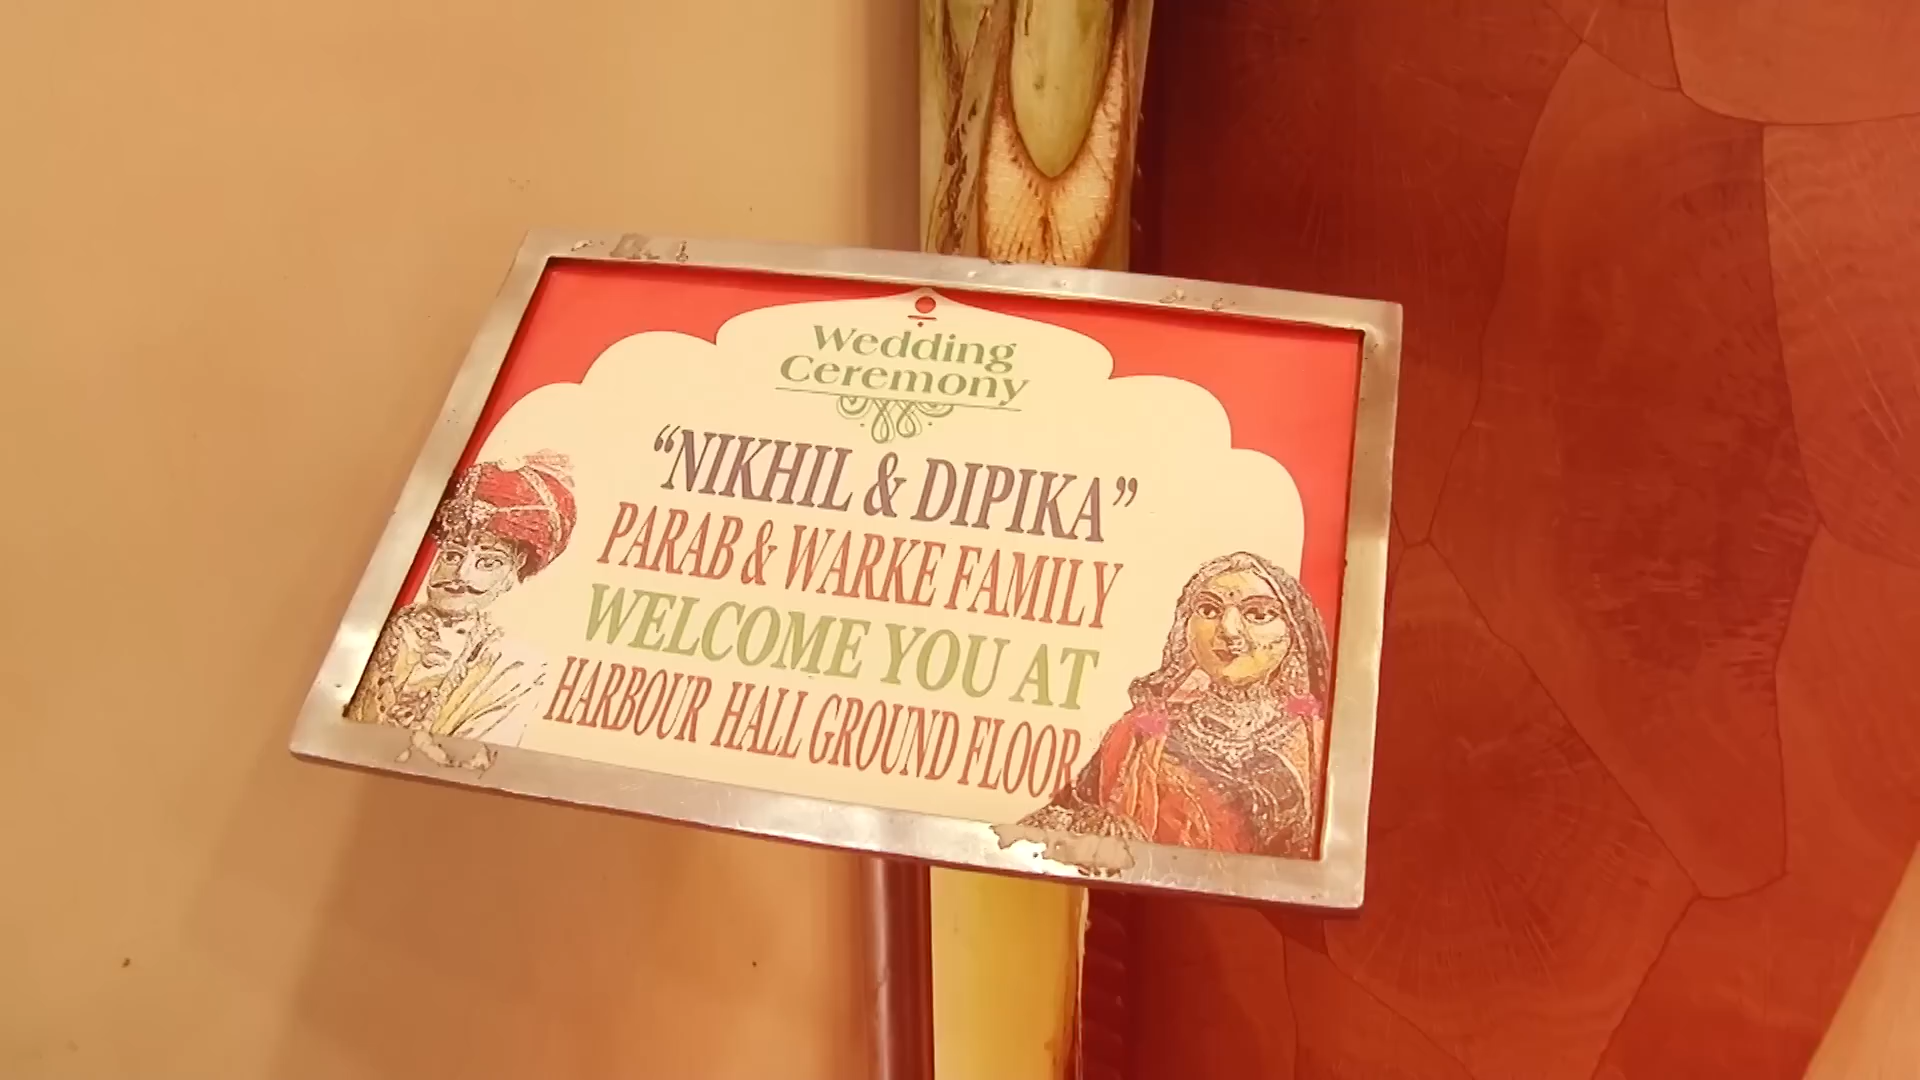 Wedding
Ceremony
“NIKHIL & DIPIKA”
PARAB & WARKE FAMILY
WELCOME YOU AT
HARBOUR HALL GROUND FLOOR